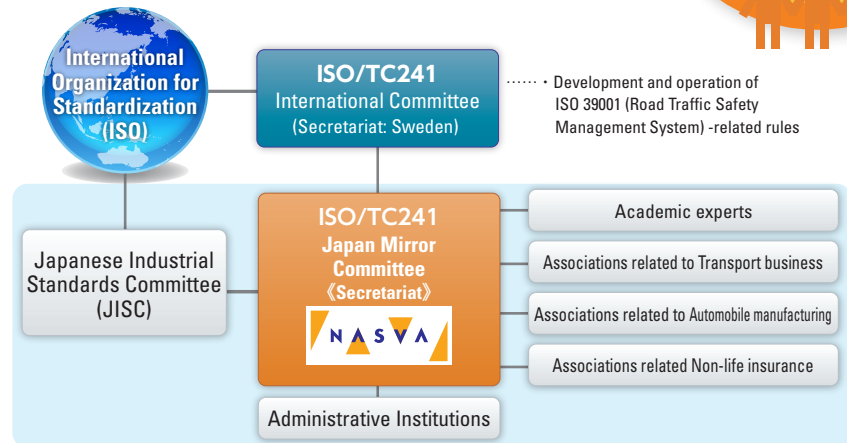 International
Organization for
Standardization
(ISO)
ISO/TC241
International Committee
(Secretariat: Sweden)
…… ・Development and operation of
ISO 39001 (Road Traffic Safety
Management System) -related rules
Japanese Industrial
Standards Committee
(JISC)
ISO/TC241
Japan Mirror
Committee
《Secretariat》
NASVA
Academic experts
Associations related to Transport business
Associations related to Automobile manufacturing
Associations related Non-life insurance
Administrative Institutions